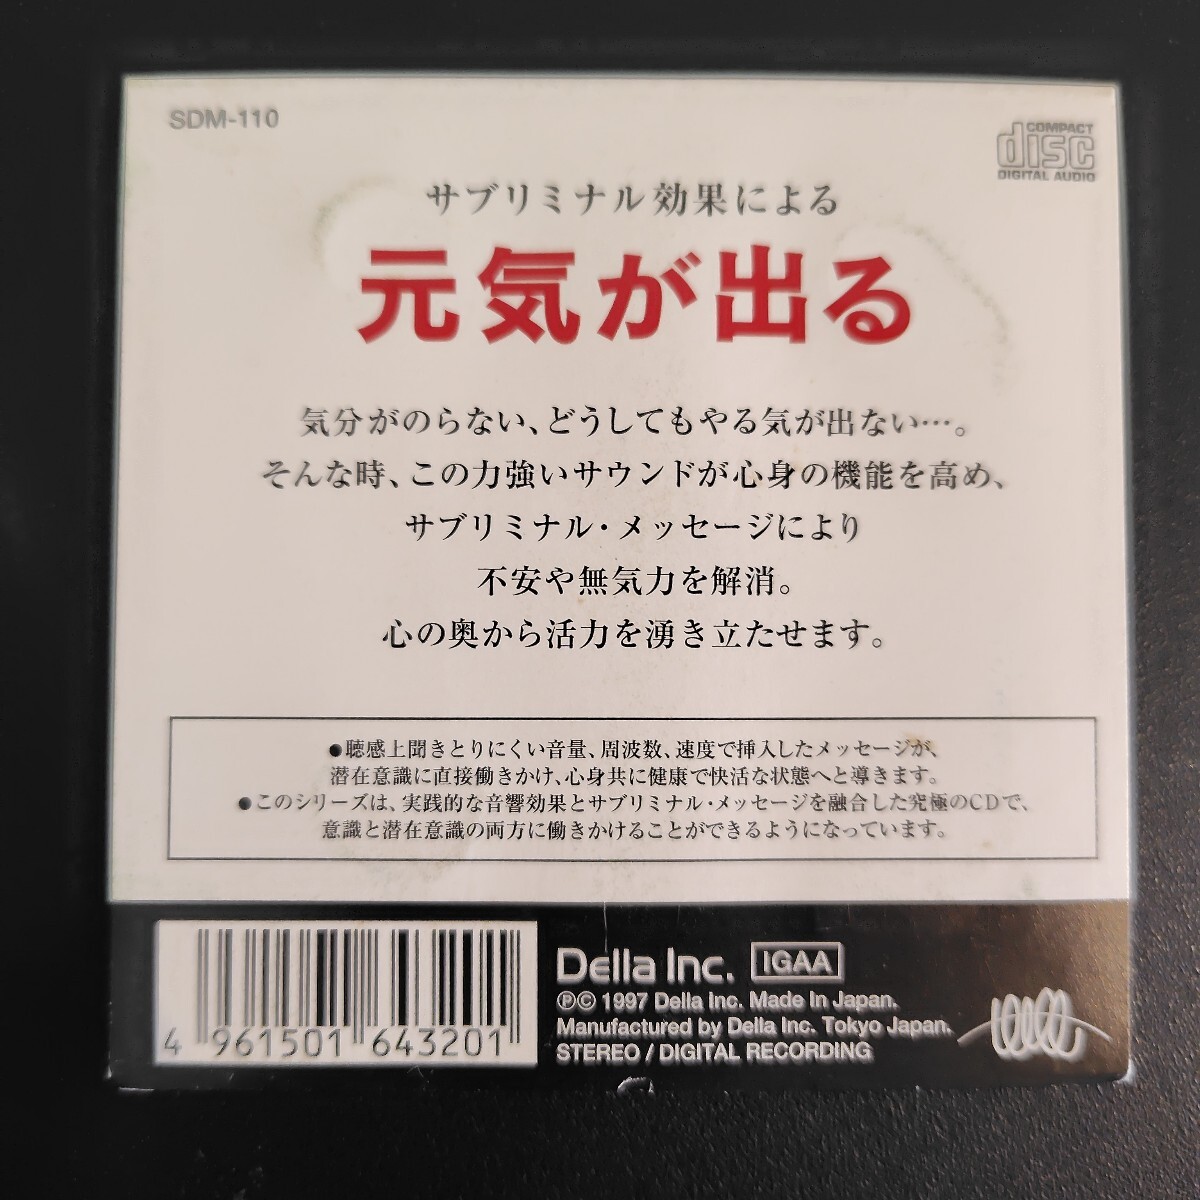 SDM-110
COMPACT
disc
DIGITAL AUDIO
サブリミナル効果による
元気が出る
気分がのらない、どうしてもやる気が出ない…。
そんな時、この力強いサウンドが心身の機能を高め、
サブリミナル・メッセージにより
不安や無気力を解消。
心の奥から活力を湧き立たせます。
●聴感上聞きとりにくい音量、周波数、速度で挿入したメッセージが、
潜在意識に直接働きかけ、心身共に健康で快活な状態へと導きます。
●このシリーズは、実践的な音響効果とサブリミナル・メッセージを融合した究極のCDで、
意識と潜在意識の両方に働きかけることができるようになっています。
4 961501 643201
Della Inc. IGAA
℗© 1997 Della Inc. Made In Japan.
Manufactured by Della Inc. Tokyo Japan.
STEREO / DIGITAL RECORDING